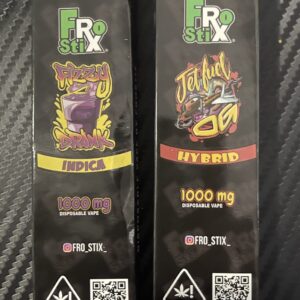 FRo
StiX
FiZZY
DRANK
INDICA
1000 mg
DISPOSABLE VAPE
FRO_STIX_
FRo
StiX
Jet fuel
OG
HYBRID
1000 mg
DISPOSABLE VAPE
FRO_STIX_